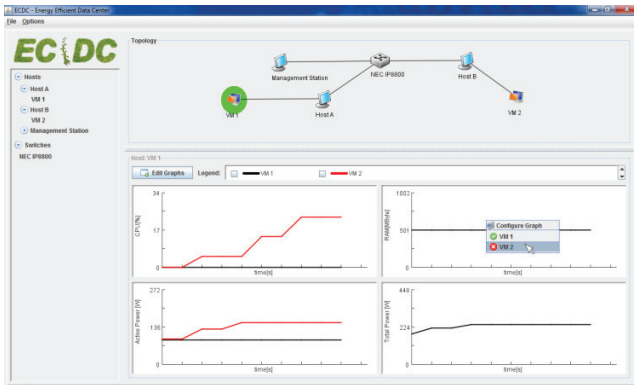 ECDC - Energy Efficient Data Center
File Options
EC DC
Hosts
Host A
VM 1
Host B
VM 2
Management Station
Switches
NEC IP8800
Topology
Management Station
NEC IP8800
Host B
VM 1
Host A
VM 2
Host: VM 1
Edit Graphs Legend: VM 1 VM 2
34
17
0
CPU[%]
time[s]
1002
501
0
RAM[MByte]
time[s]
Configure Graph
VM 1
VM 2
272
136
0
Active Power [W]
time[s]
448
224
0
Total Power [W]
time[s]